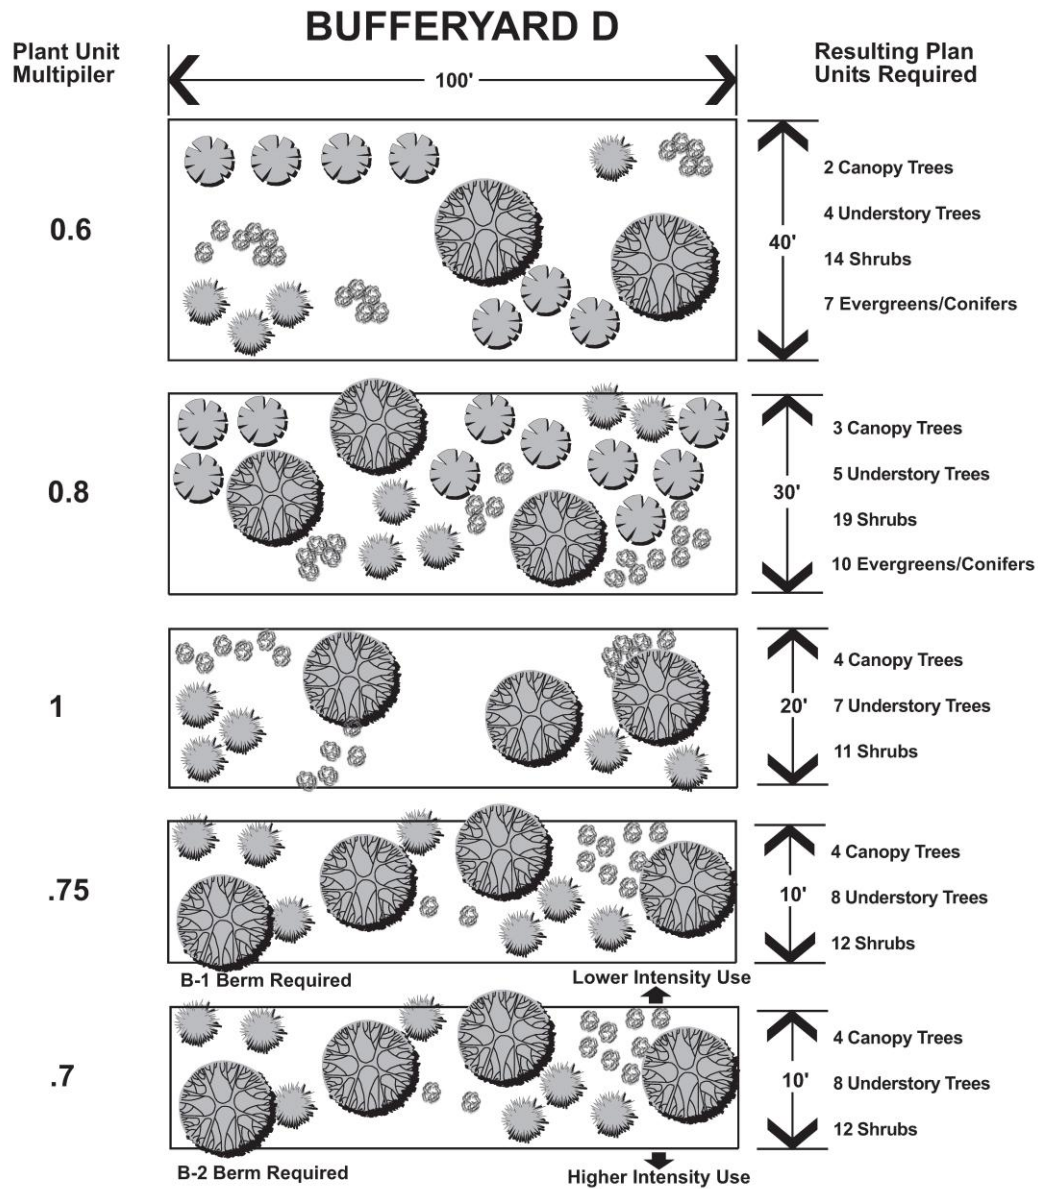 BUFFERYARD D
Plant Unit
Multipiler
100'
Resulting Plan
Units Required
0.6
40'
2 Canopy Trees
4 Understory Trees
14 Shrubs
7 Evergreens/Conifers
0.8
30'
3 Canopy Trees
5 Understory Trees
19 Shrubs
10 Evergreens/Conifers
1
20'
4 Canopy Trees
7 Understory Trees
11 Shrubs
.75
10'
4 Canopy Trees
8 Understory Trees
12 Shrubs
B-1 Berm Required
Lower Intensity Use
.7
10'
4 Canopy Trees
8 Understory Trees
12 Shrubs
B-2 Berm Required
Higher Intensity Use